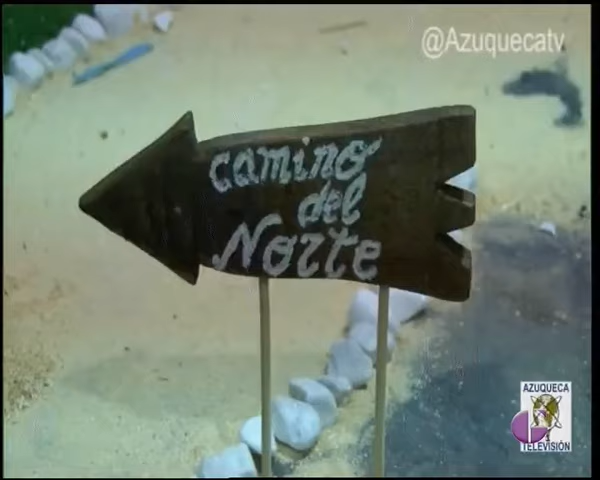 @Azuquecatv
camino
del
Norte
AZUQUECA
TELEVISIÓN